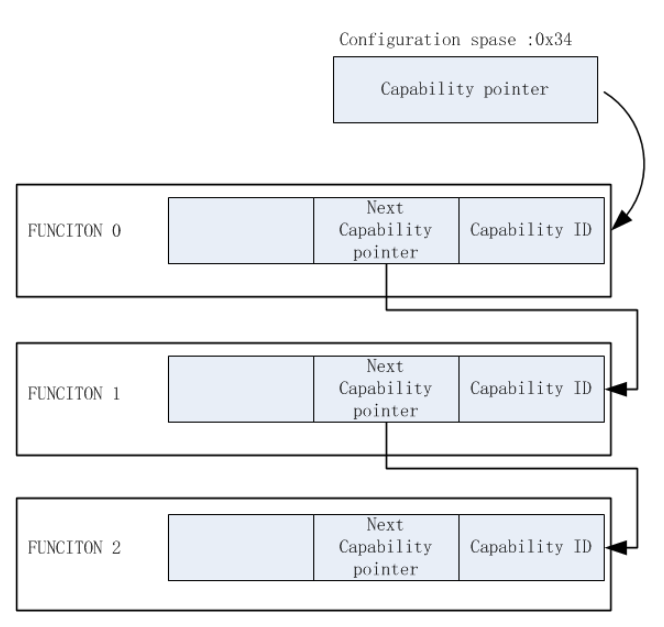 Configuration spase :0x34
Capability pointer
FUNCITON 0
Next
Capability
pointer
Capability ID
FUNCITON 1
Next
Capability
pointer
Capability ID
FUNCITON 2
Next
Capability
pointer
Capability ID